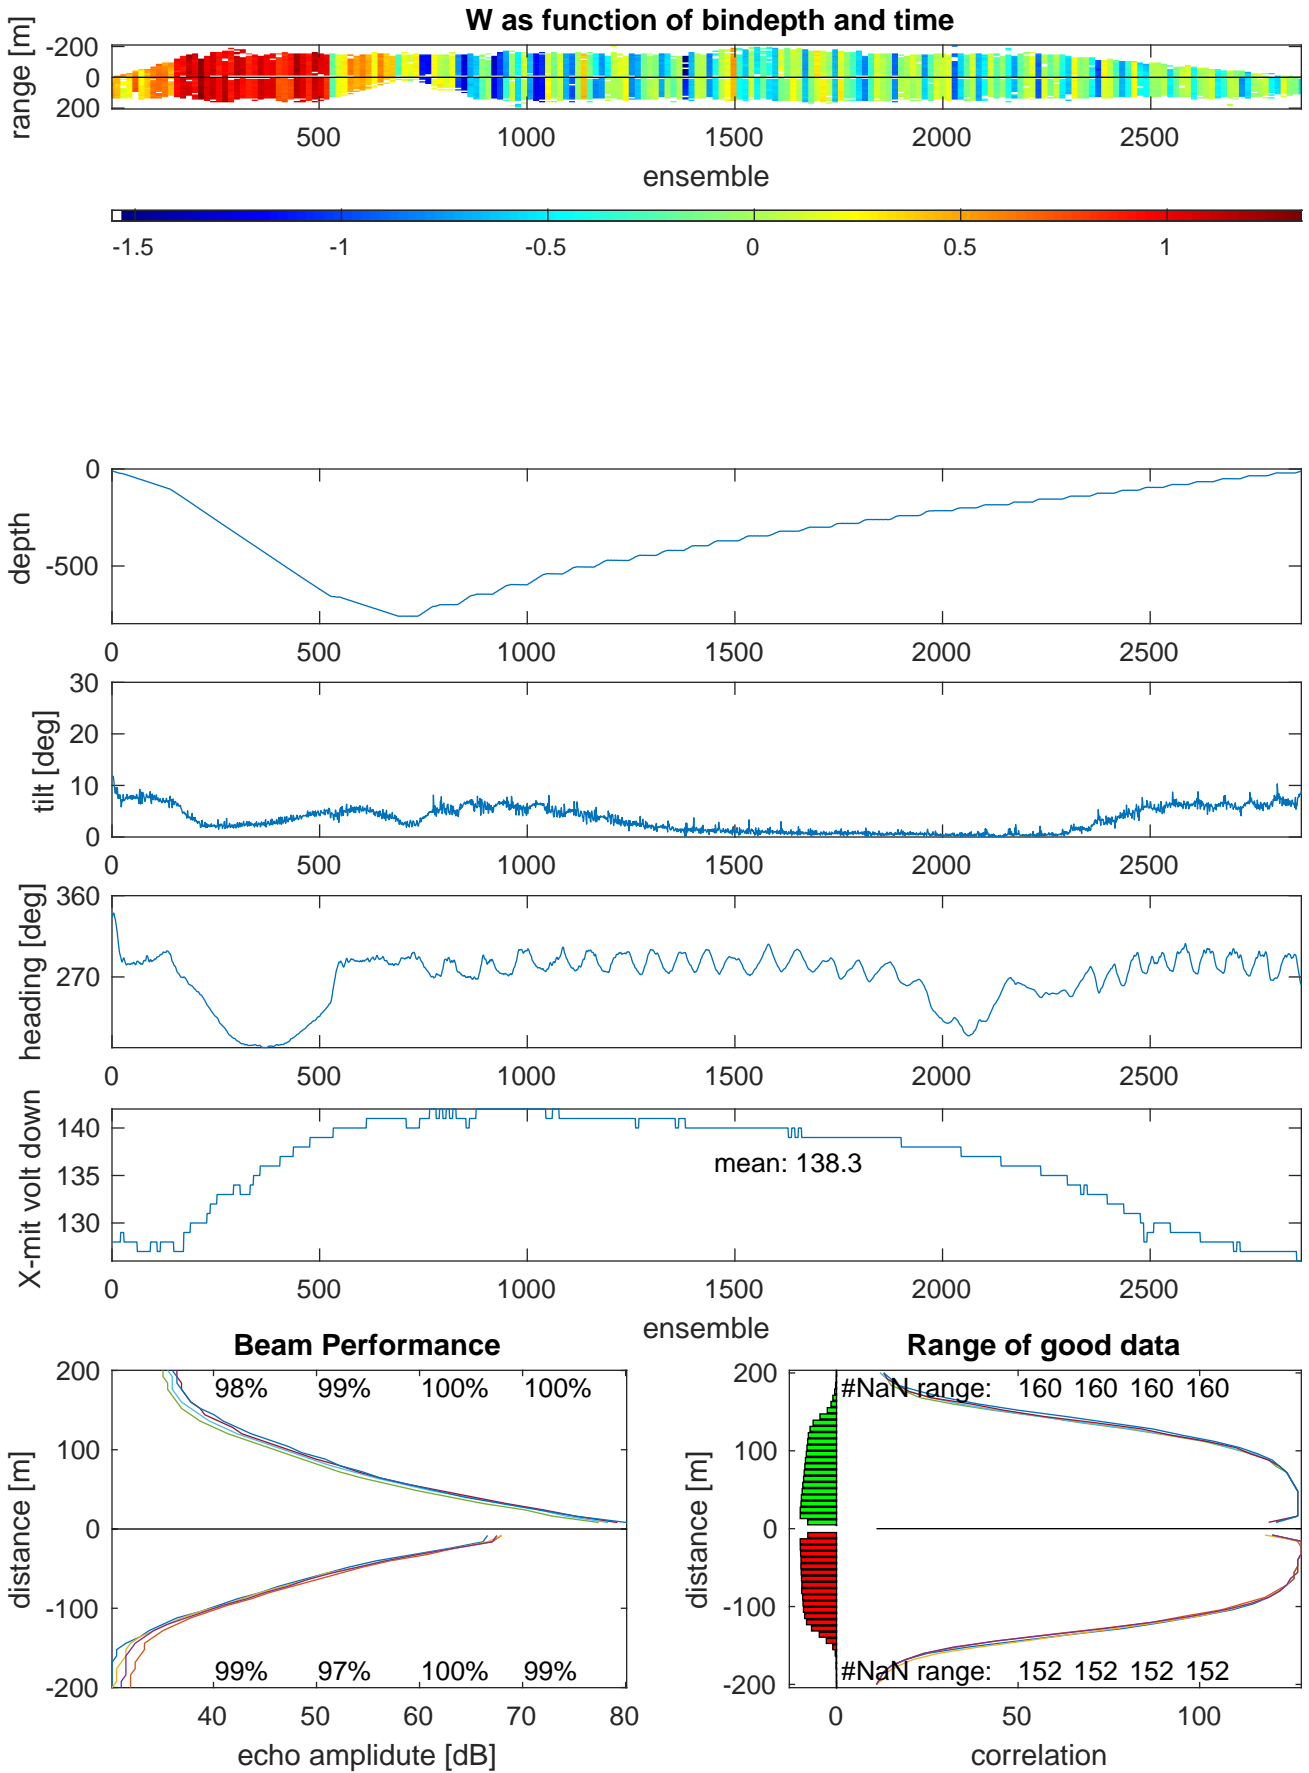 W as function of bindepth and time
range [m]
-200
0
200
500 1000 1500 2000 2500
ensemble
-1.5 -1 -0.5 0 0.5 1
depth
0
-500
0 500 1000 1500 2000 2500
tilt [deg]
30
20
10
0
0 500 1000 1500 2000 2500
heading [deg]
360
270
0 500 1000 1500 2000 2500
X-mit volt down
140
135
130
mean: 138.3
0 500 1000 1500 2000 2500
ensemble
Beam Performance
distance [m]
200
100
0
-100
-200
98% 99% 100% 100%
99% 97% 100% 99%
40 50 60 70 80
echo amplidute [dB]
Range of good data
distance [m]
200
100
0
-100
-200
#NaN range: 160 160 160 160
#NaN range: 152 152 152 152
0 50 100
correlation